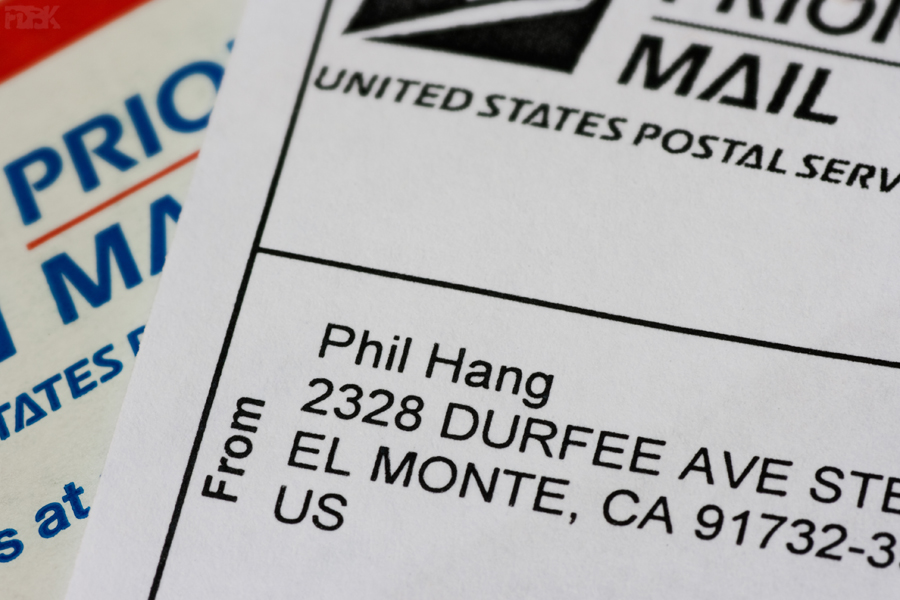 PRIO
MA
TATES
s at
PRIOR
MAIL
UNITED STATES POSTAL SERV
From
Phil Hang
2328 DURFEE AVE STE
EL MONTE, CA 91732-3
US